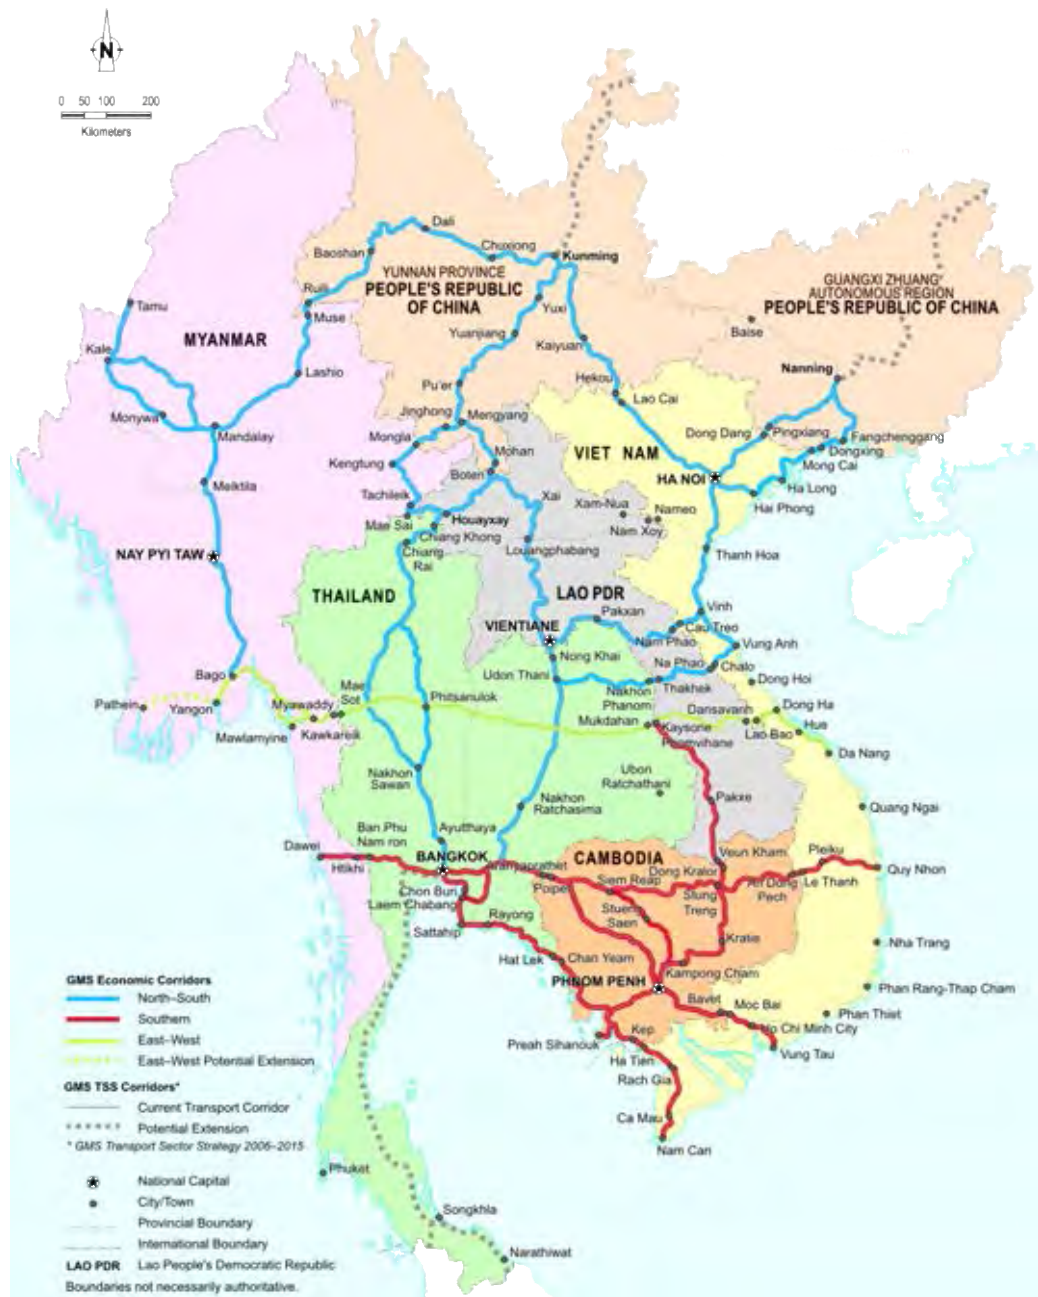 N
0 50 100 200
Kilometers
Dali
Baoshan
Chuxiong
Kunming
YUNNAN PROVINCE
PEOPLE'S REPUBLIC
OF CHINA
GUANGXI ZHUANG
AUTONOMOUS REGION
PEOPLE'S REPUBLIC OF CHINA
Ruili
Muse
Tamu
Yuxi
MYANMAR
Yuanjiang
Kaiyuan
Baise
Kale
Lashio
Nanning
Pu'er
Hekou
Lao Cai
Monywa
Mandalay
Jinghong
Mengyang
Mongla
Dong Dang
Pingxiang
Fangchenggang
Dongxing
Mong Cai
Kengtung
Mohan
Boten
VIET NAM
HA NOI
Ha Long
Hai Phong
Meiktila
Tachileik
Mae Sai
Houayxay
Chiang Khong
Chiang
Rai
Xai
Xam-Nua
Nameo
Nam Xoy
Louangphabang
Thanh Hoa
NAY PYI TAW
THAILAND
LAO PDR
Pakxan
Vinh
Cau Treo
VIENTIANE
Nam Phao
Vung Anh
Nong Khai
Na Phao
Chalo
Bago
Udon Thani
Thakhek
Dong Hoi
Nakhon
Phanom
Pathein
Yangon
Myawaddy
Mae
Sot
Phitsanulok
Mukdahan
Kaysone
Phomvihane
Dansavanh
Dong Ha
Lao Bao
Hue
Mawlamyine
Kawkareik
Da Nang
Nakhon
Sawan
Ubon
Ratchathani
Pakxe
Nakhon
Ratchasima
Quang Ngai
Ban Phu
Nam ron
Ayutthaya
Dawei
Htikhi
BANGKOK
Aranyaprathet
Poipet
CAMBODIA
Siem Reap
Veun Kham
Dong Kralor
Pleiku
Le Thanh
Quy Nhon
Chon Buri
Laem Chabang
Stung
Treng
An Dong
Pech
Stueng
Saen
Sattahip
Rayong
Kratie
Nha Trang
Hat Lek
Chan Yeam
PHNOM PENH
Kampong Cham
Bavet
Moc Bai
Phan Rang-Thap Cham
Phan Thiet
Ho Chi Minh City
Vung Tau
Preah Sihanouk
Kep
Ha Tien
Rach Gia
Ca Mau
Nam Can
GMS Economic Corridors
North–South
Southern
East–West
East–West Potential Extension
GMS TSS Corridors*
Current Transport Corridor
Potential Extension
* GMS Transport Sector Strategy 2006–2015
National Capital
City/Town
Provincial Boundary
International Boundary
LAO PDR Lao People's Democratic Republic
Boundaries not necessarily authoritative.
Phuket
Songkhla
Narathiwat